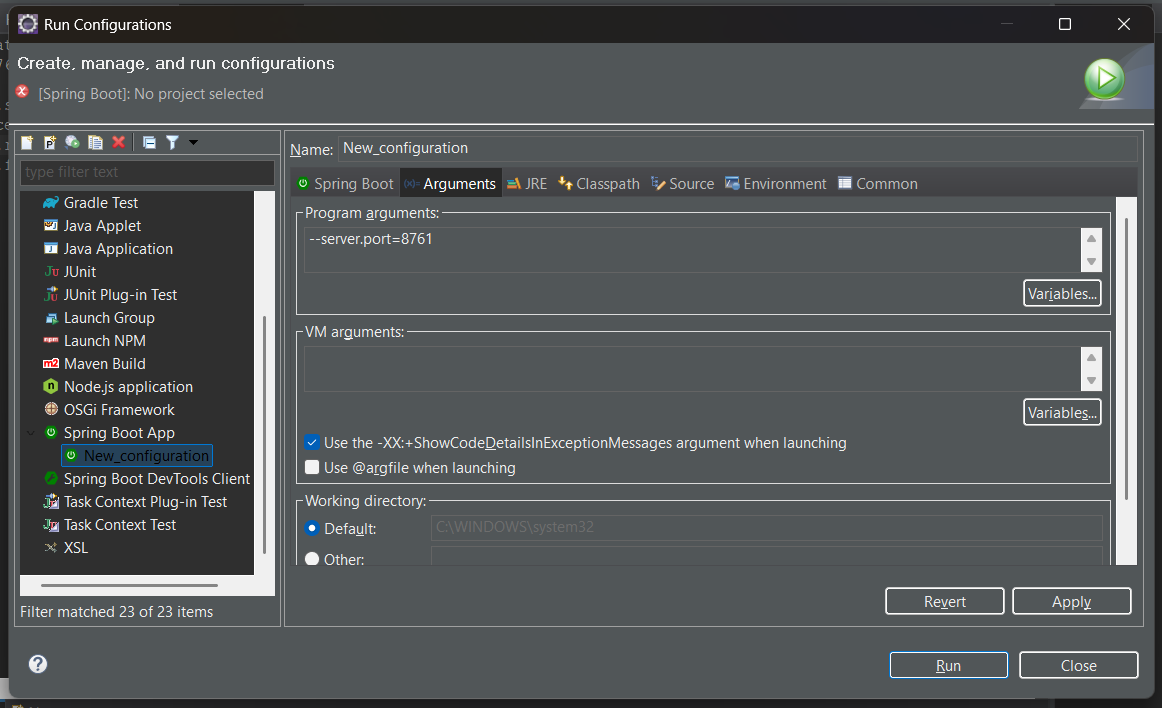 Run Configurations
Create, manage, and run configurations
[Spring Boot]: No project selected
type filter text
Gradle Test
Java Applet
Java Application
JUnit
JUnit Plug-in Test
Launch Group
Launch NPM
Maven Build
Node.js application
OSGi Framework
Spring Boot App
New_configuration
Spring Boot DevTools Client
Task Context Plug-in Test
Task Context Test
XSL
Filter matched 23 of 23 items
Name: New_configuration
Spring Boot (x)= Arguments JRE Classpath Source Environment Common
Program arguments:
--server.port=8761
Variables...
VM arguments:
Variables...
Use the -XX:+ShowCodeDetailsInExceptionMessages argument when launching
Use @argfile when launching
Working directory:
Default: C:\WINDOWS\system32
Other:
Revert Apply
Run Close